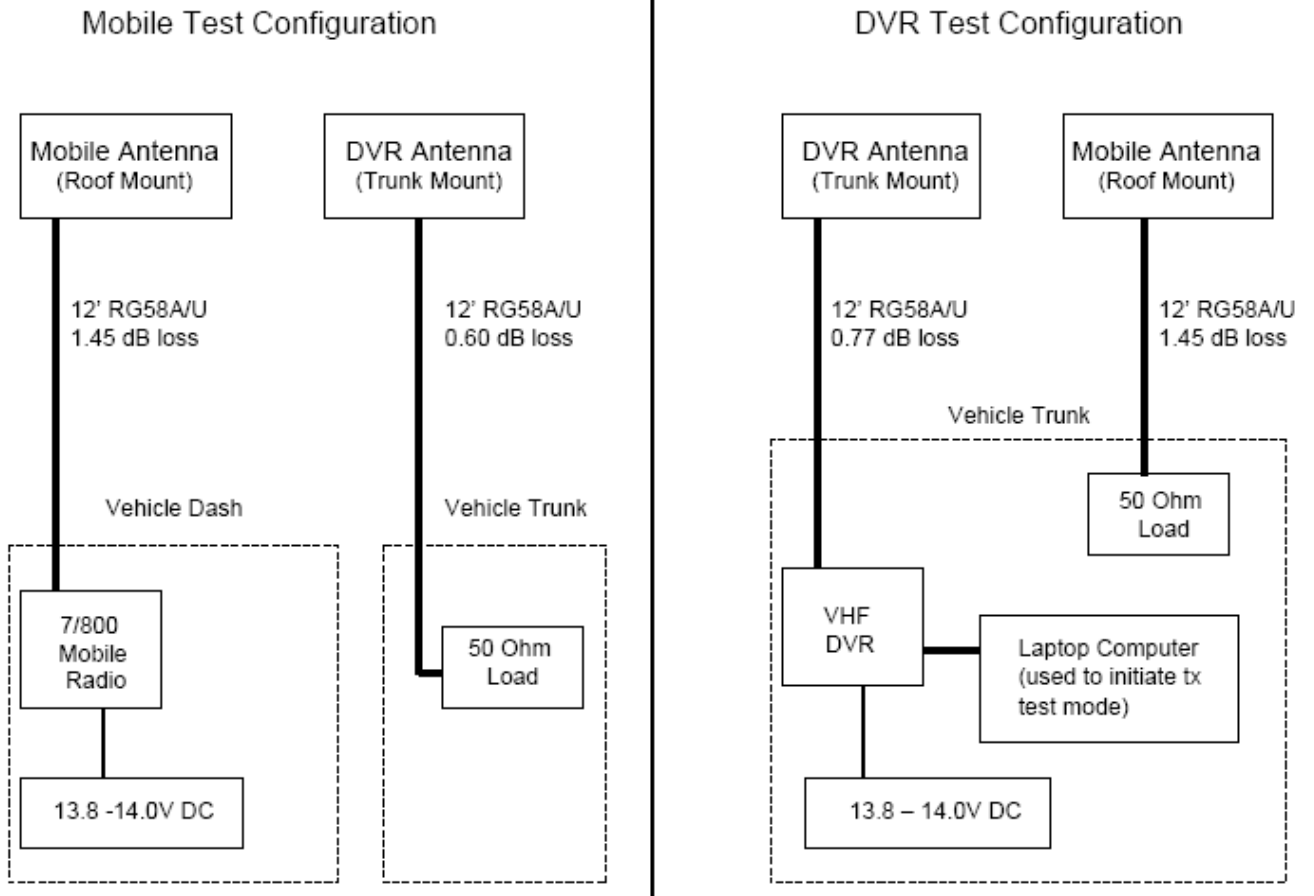 Mobile Test Configuration
Mobile Antenna
(Roof Mount)
DVR Antenna
(Trunk Mount)
12' RG58A/U
1.45 dB loss
12' RG58A/U
0.60 dB loss
Vehicle Dash
Vehicle Trunk
7/800
Mobile
Radio
50 Ohm
Load
13.8 -14.0V DC
DVR Test Configuration
DVR Antenna
(Trunk Mount)
Mobile Antenna
(Roof Mount)
12' RG58A/U
0.77 dB loss
12' RG58A/U
1.45 dB loss
Vehicle Trunk
50 Ohm
Load
VHF
DVR
Laptop Computer
(used to initiate tx
test mode)
13.8 – 14.0V DC